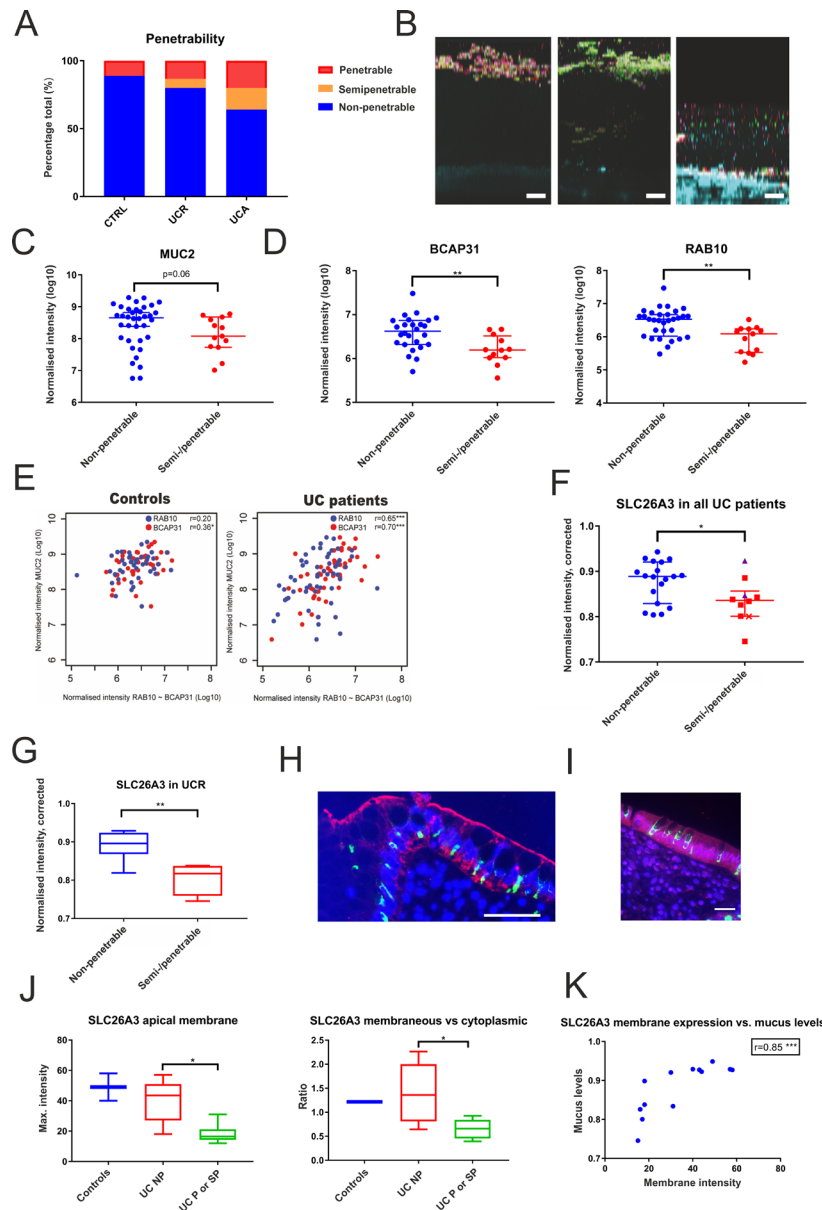 A
Penetrability
Percentage total (%)
100
50
0
CTRL
UCR
UCA
Penetrable
Semipenetrable
Non-penetrable
B
C
MUC2
p=0.06
Normalised intensity (log10)
10
9
8
7
6
Non-penetrable
Semi-/penetrable
D
BCAP31
**
Normalised intensity (log10)
8
7
6
5
Non-penetrable
Semi-/penetrable
RAB10
**
Normalised intensity (log10)
8
7
6
5
4
Non-penetrable
Semi-/penetrable
E
Controls
RAB10 r=0.20
BCAP31 r=0.36*
Normalised intensity MUC2 (Log10)
10
9
8
7
6
5 6 7 8
Normalised intensity RAB10 ~ BCAP31 (Log10)
UC patients
RAB10 r=0.65***
BCAP31 r=0.70***
Normalised intensity MUC2 (Log10)
10
9
8
7
6
5 6 7 8
Normalised intensity RAB10 ~ BCAP31 (Log10)
F
SLC26A3 in all UC patients
*
Normalised intensity, corrected
1.0
0.9
0.8
0.7
Non-penetrable
Semi-/penetrable
G
SLC26A3 in UCR
**
Normalised intensity, corrected
1.0
0.9
0.8
0.7
Non-penetrable
Semi-/penetrable
H
I
J
SLC26A3 apical membrane
*
Max. intensity
80
60
40
20
0
Controls
UC NP
UC P or SP
SLC26A3 membraneous vs cytoplasmic
*
Ratio
2.5
2.0
1.5
1.0
0.5
0.0
Controls
UC NP
UC P or SP
K
SLC26A3 membrane expression vs. mucus levels
r=0.85 ***
Mucus levels
1.0
0.9
0.8
0.7
0 20 40 60 80
Membrane intensity